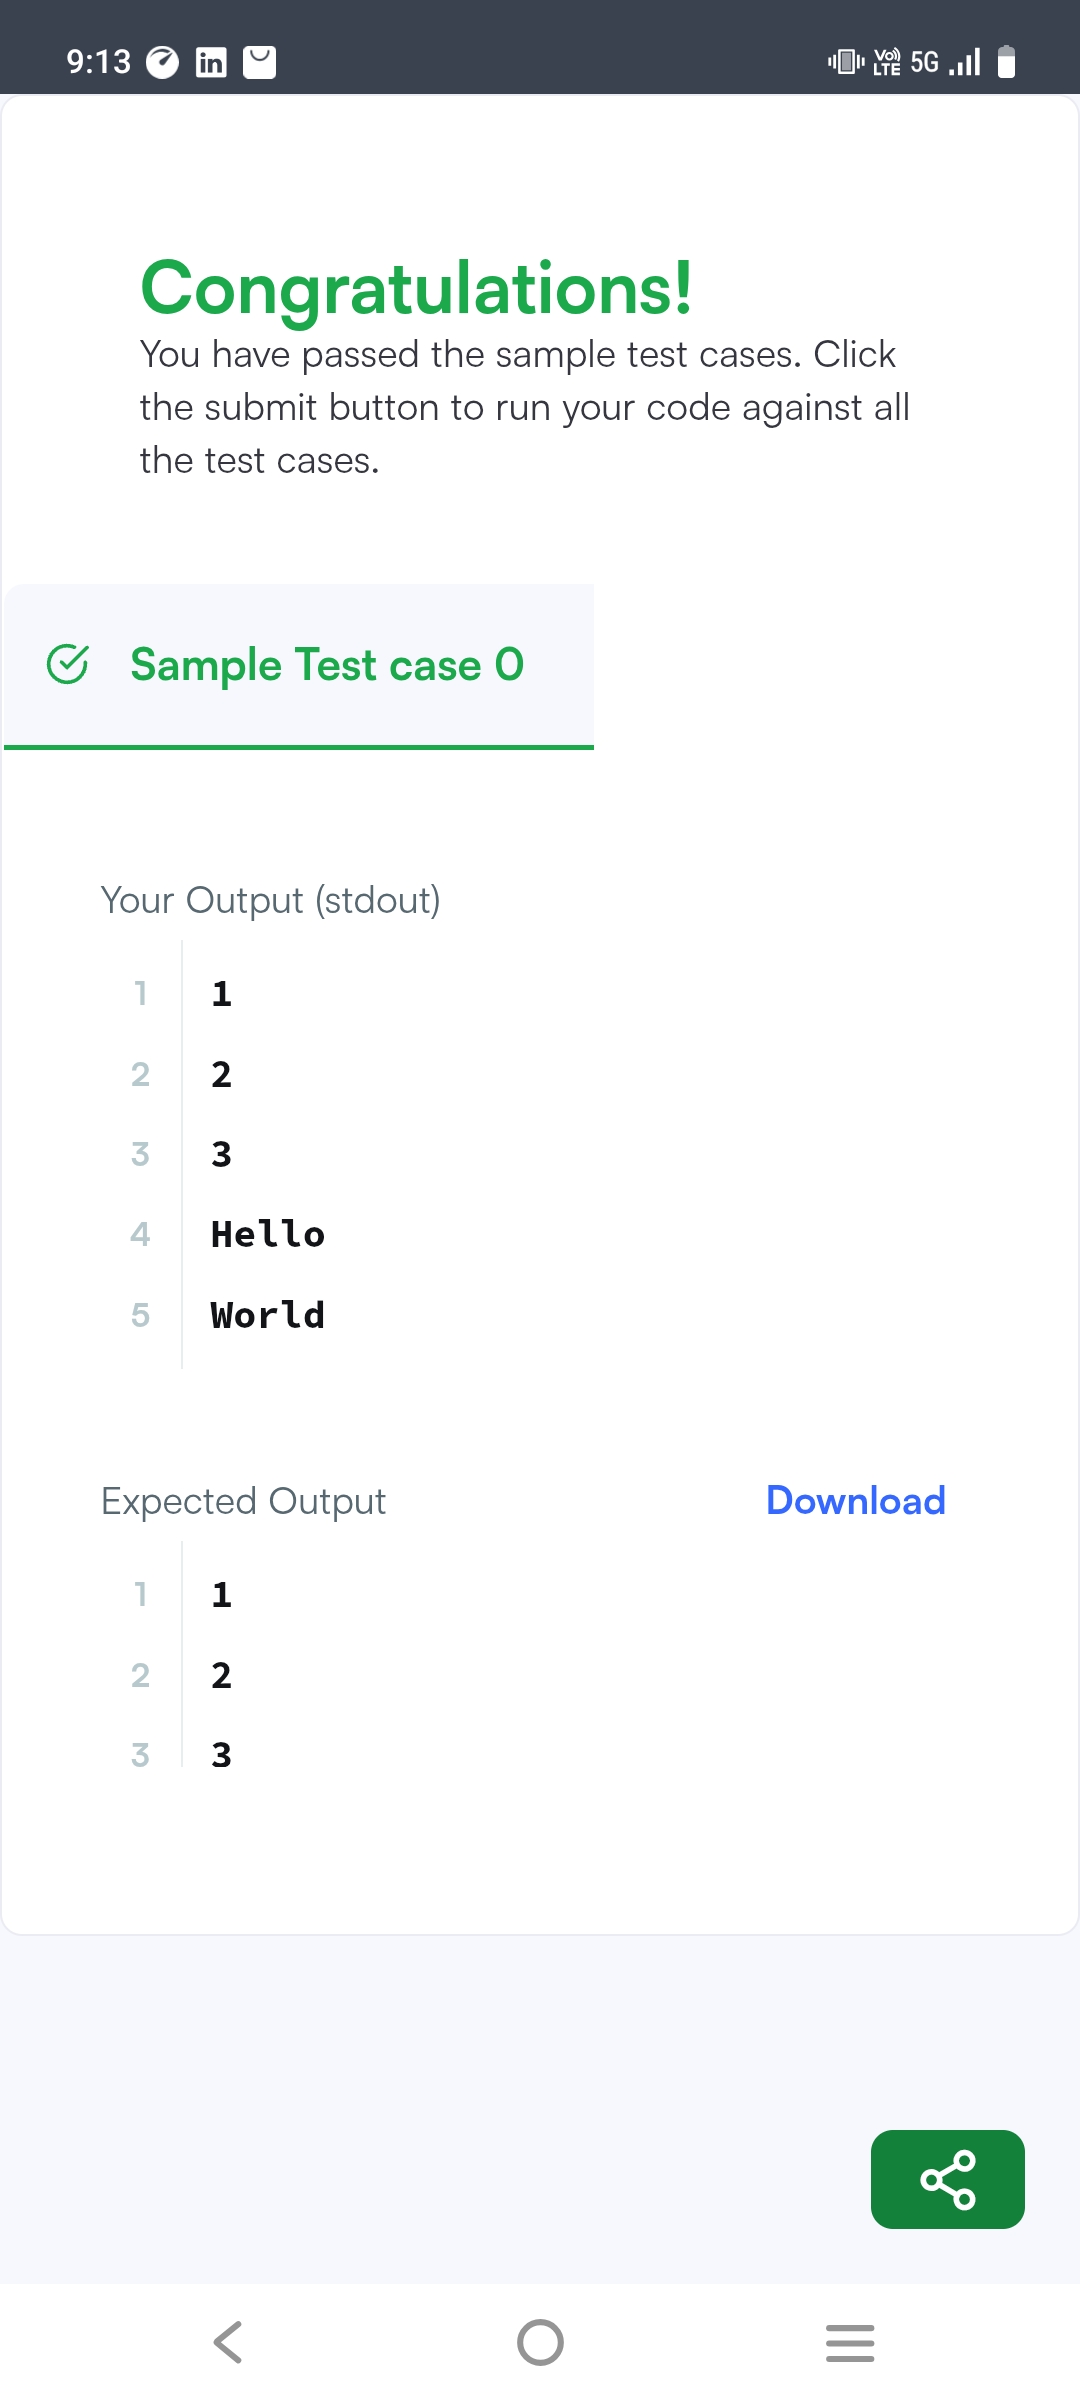 9:13 in Vo)) LTE 5G
Congratulations!
You have passed the sample test cases. Click
the submit button to run your code against all
the test cases.
Sample Test case 0
Your Output (stdout)
1 1
2 2
3 3
4 Hello
5 World
Expected Output Download
1 1
2 2
3 3